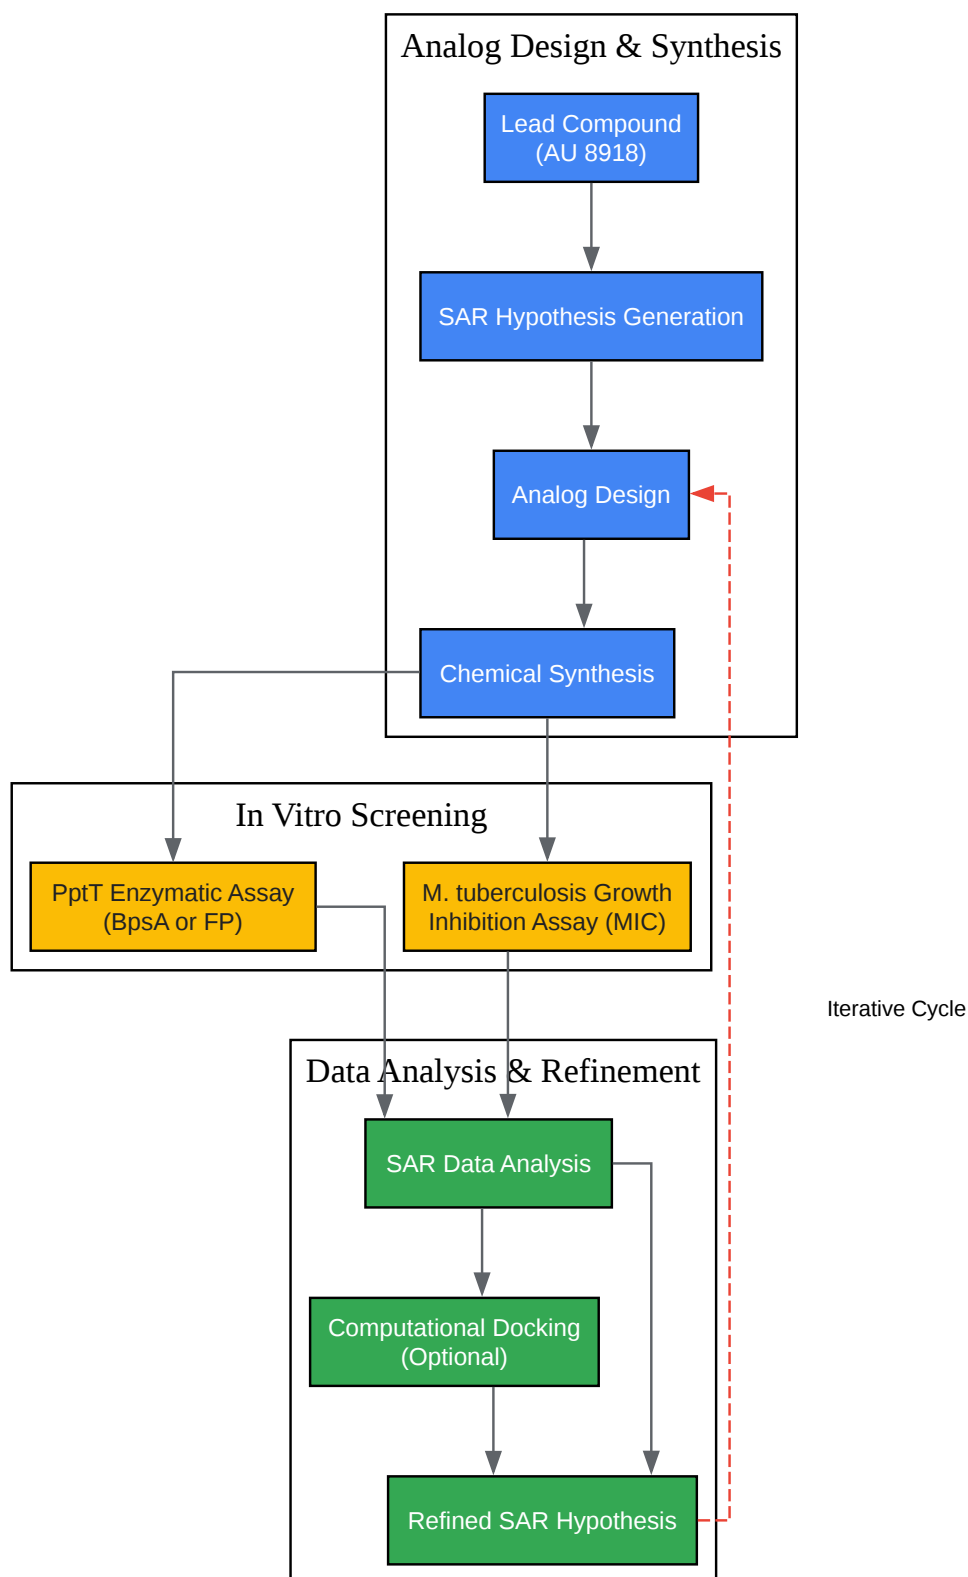 Analog Design & Synthesis
Lead Compound
(AU 8918)
SAR Hypothesis Generation
Analog Design
Chemical Synthesis
In Vitro Screening
PptT Enzymatic Assay
(BpsA or FP)
M. tuberculosis Growth
Inhibition Assay (MIC)
Iterative Cycle
Data Analysis & Refinement
SAR Data Analysis
Computational Docking
(Optional)
Refined SAR Hypothesis